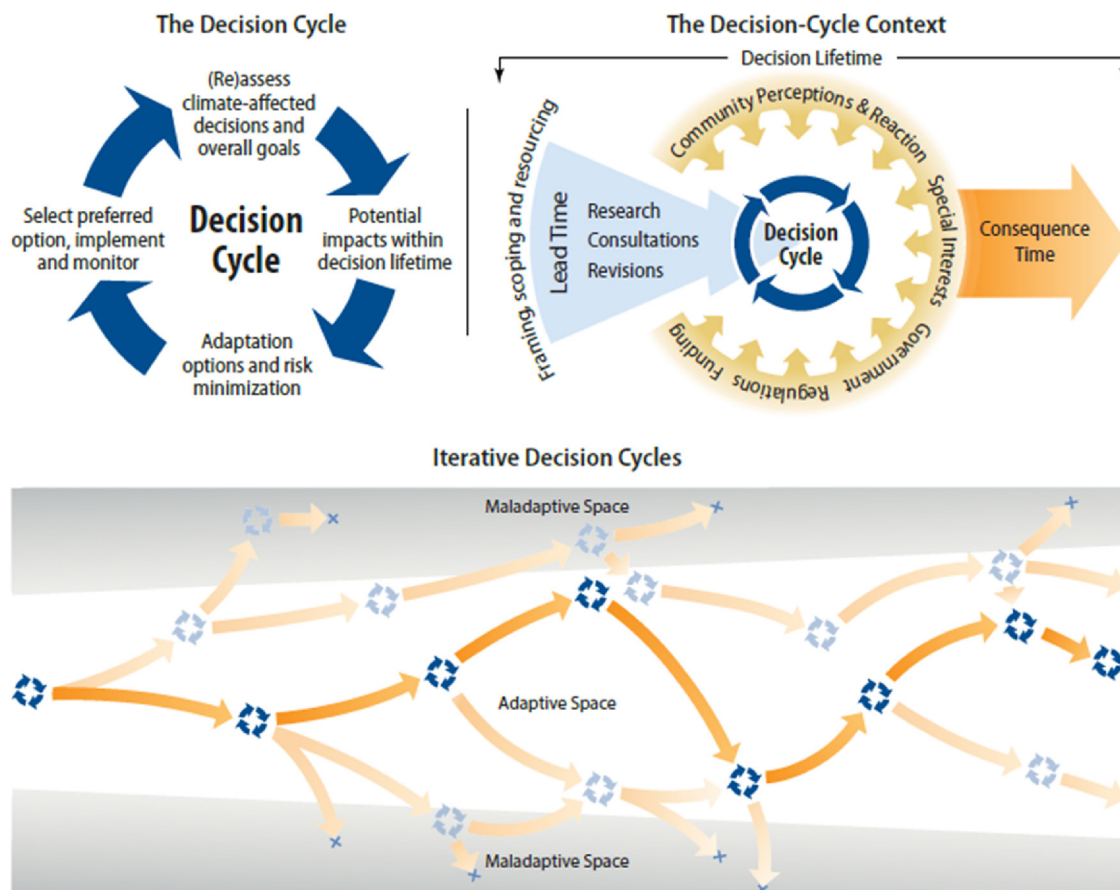 The Decision Cycle
(Re)assess
climate-affected
decisions and
overall goals
Select preferred
option, implement
and monitor
Decision
Cycle
Potential
impacts within
decision lifetime
Adaptation
options and risk
minimization
The Decision-Cycle Context
Decision Lifetime
Framing, scoping and resourcing
Lead Time
Research
Consultations
Revisions
Decision
Cycle
Community Perceptions & Reaction
Special Interests
Government
Regulations
Funding
Consequence
Time
Iterative Decision Cycles
Maladaptive Space
Adaptive Space
Maladaptive Space